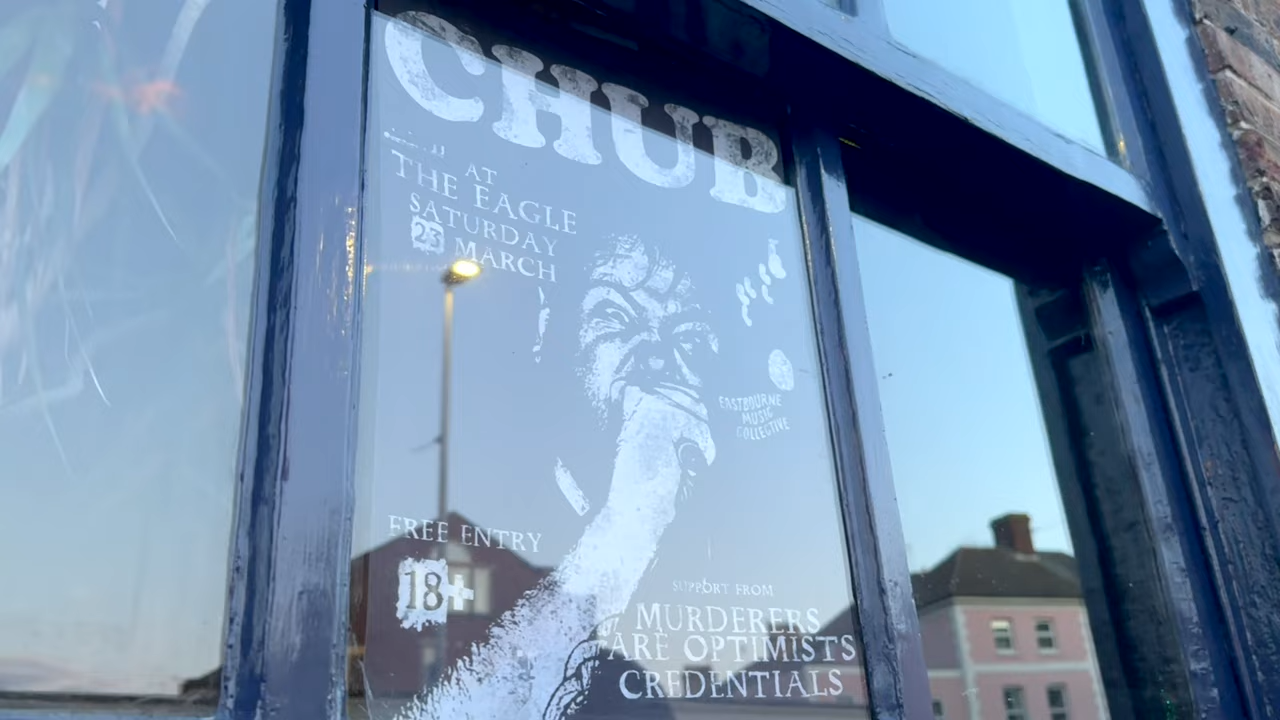 CHUB
AT
THE EAGLE
SATURDAY
23 MARCH
EASTBOURNE
MUSIC
COLLECTIVE
FREE ENTRY
18+
SUPPORT FROM
MURDERERS
ARE OPTIMISTS
CREDENTIALS